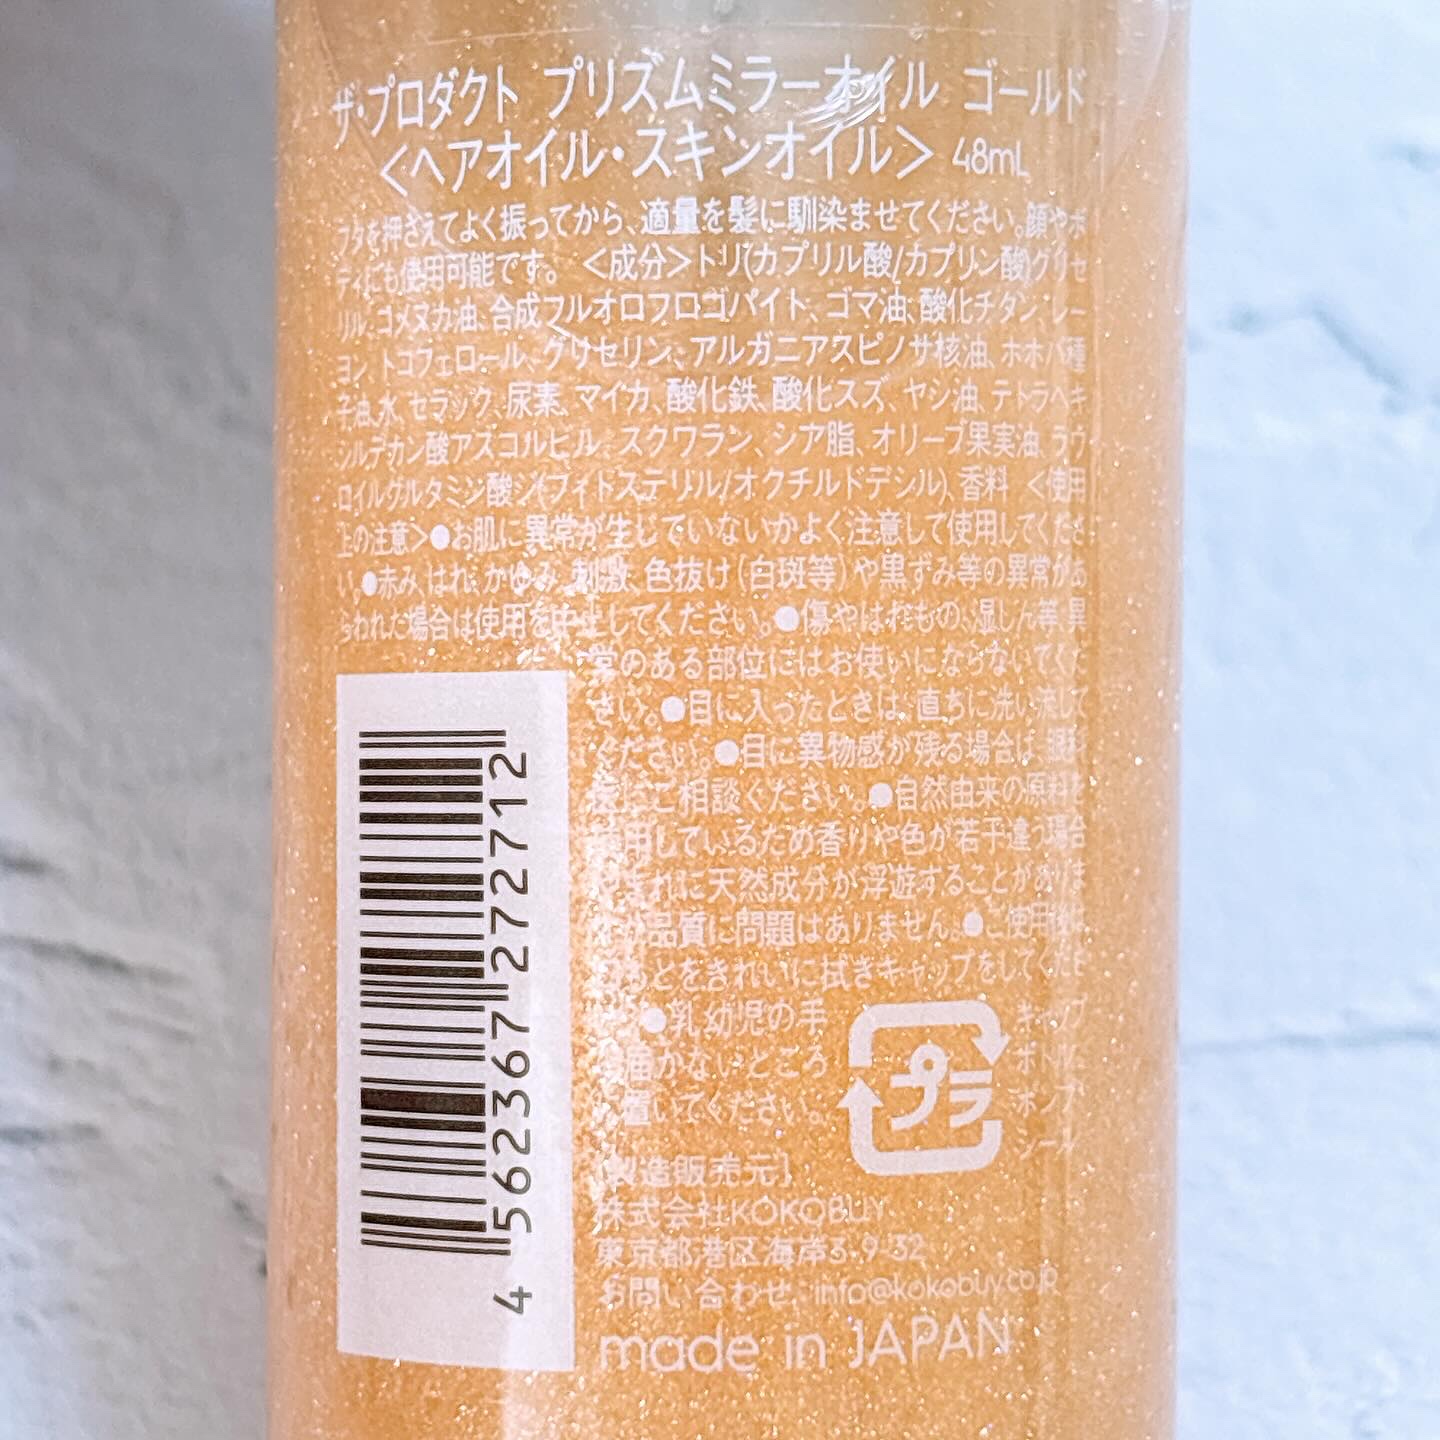 ザ・プロダクト プリズムミラーオイル ゴールド
<ヘアオイル・スキンオイル> 48mL
フタを押さえてよく振ってから、適量を髪に馴染ませてください。顔やボ
ディにも使用可能です。 <成分>トリ(カプリル酸/カプリン酸)グリセ
リル、コメヌカ油、合成フルオロフロゴパイト、ゴマ油、酸化チタン、レー
ヨン、トコフェロール、グリセリン、アルガニアスピノサ核油、ホホバ種
子油、水、セラック、尿素、マイカ、酸化鉄、酸化スズ、ヤシ油、テトラヘキ
シルデカン酸アスコルビル、スクワラン、シア脂、オリーブ果実油、ラウ
ロイルグルタミン酸ジ(フィトステリル/オクチルドデシル)、香料 <使用
上の注意>●お肌に異常が生じていないかよく注意して使用してくださ
い。●赤み、はれ、かゆみ、刺激、色抜け(白斑等)や黒ずみ等の異常があ
らわれた場合は使用を中止してください。●傷やはれもの、湿しん等、異
常のある部位にはお使いにならないでくだ
さい。●目に入ったときは、直ちに洗い流して
ください。●目に異物感が残る場合は、眼科
医にご相談ください。●自然由来の原料を
使用しているため香りや色が若干違う場合
やまれに天然成分が浮遊することがありま
すが品質に問題はありません。●ご使用後は、
口もとをきれいに拭きキャップをしてくださ
い。●乳幼児の手
の届かないところ
に置いてください。
プラ
キャップ
ボトル
ポンプ
シール
[製造販売元]
株式会社KOKOBUY
東京都港区海岸3-9-32
お問い合わせ: info@kokobuy.co.jp
made in JAPAN
4 562367 272712